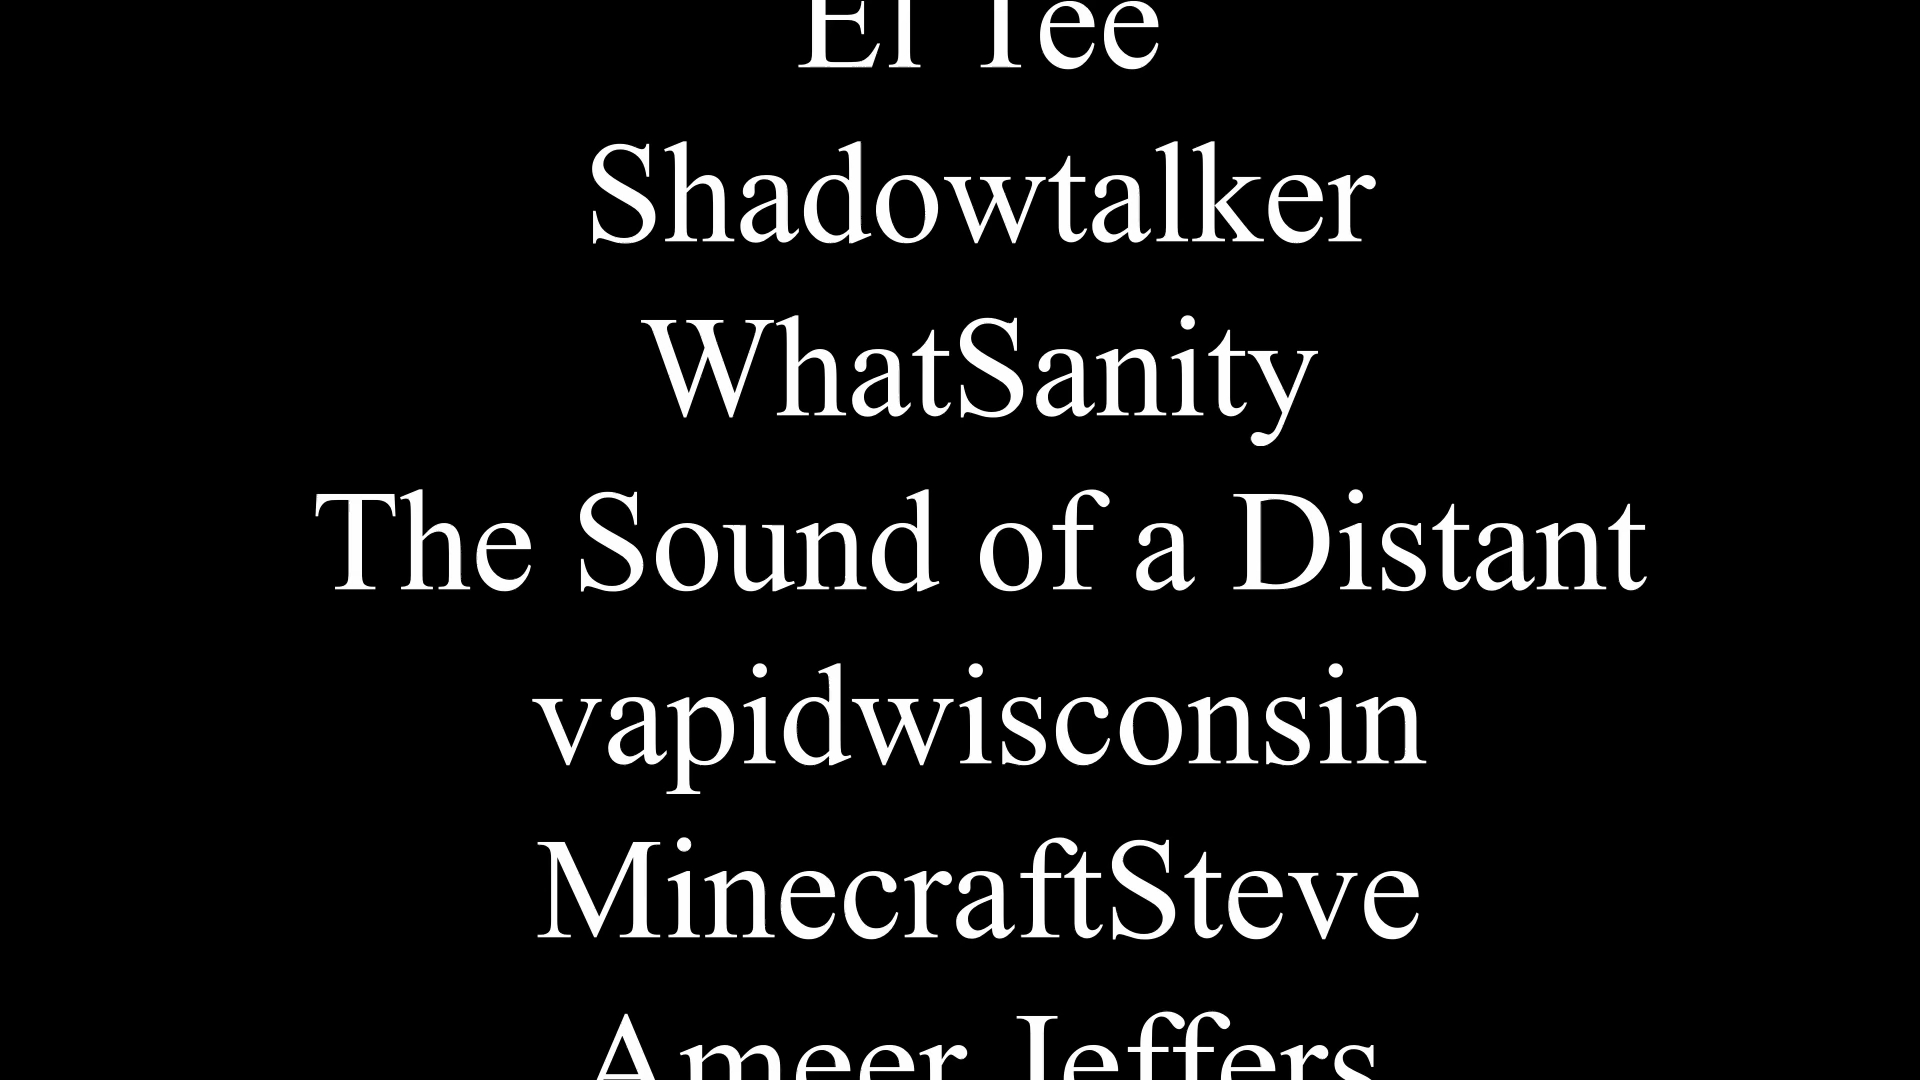 El Tee
Shadowtalker
WhatSanity
The Sound of a Distant
vapidwisconsin
MinecraftSteve
Ameer Jeffers